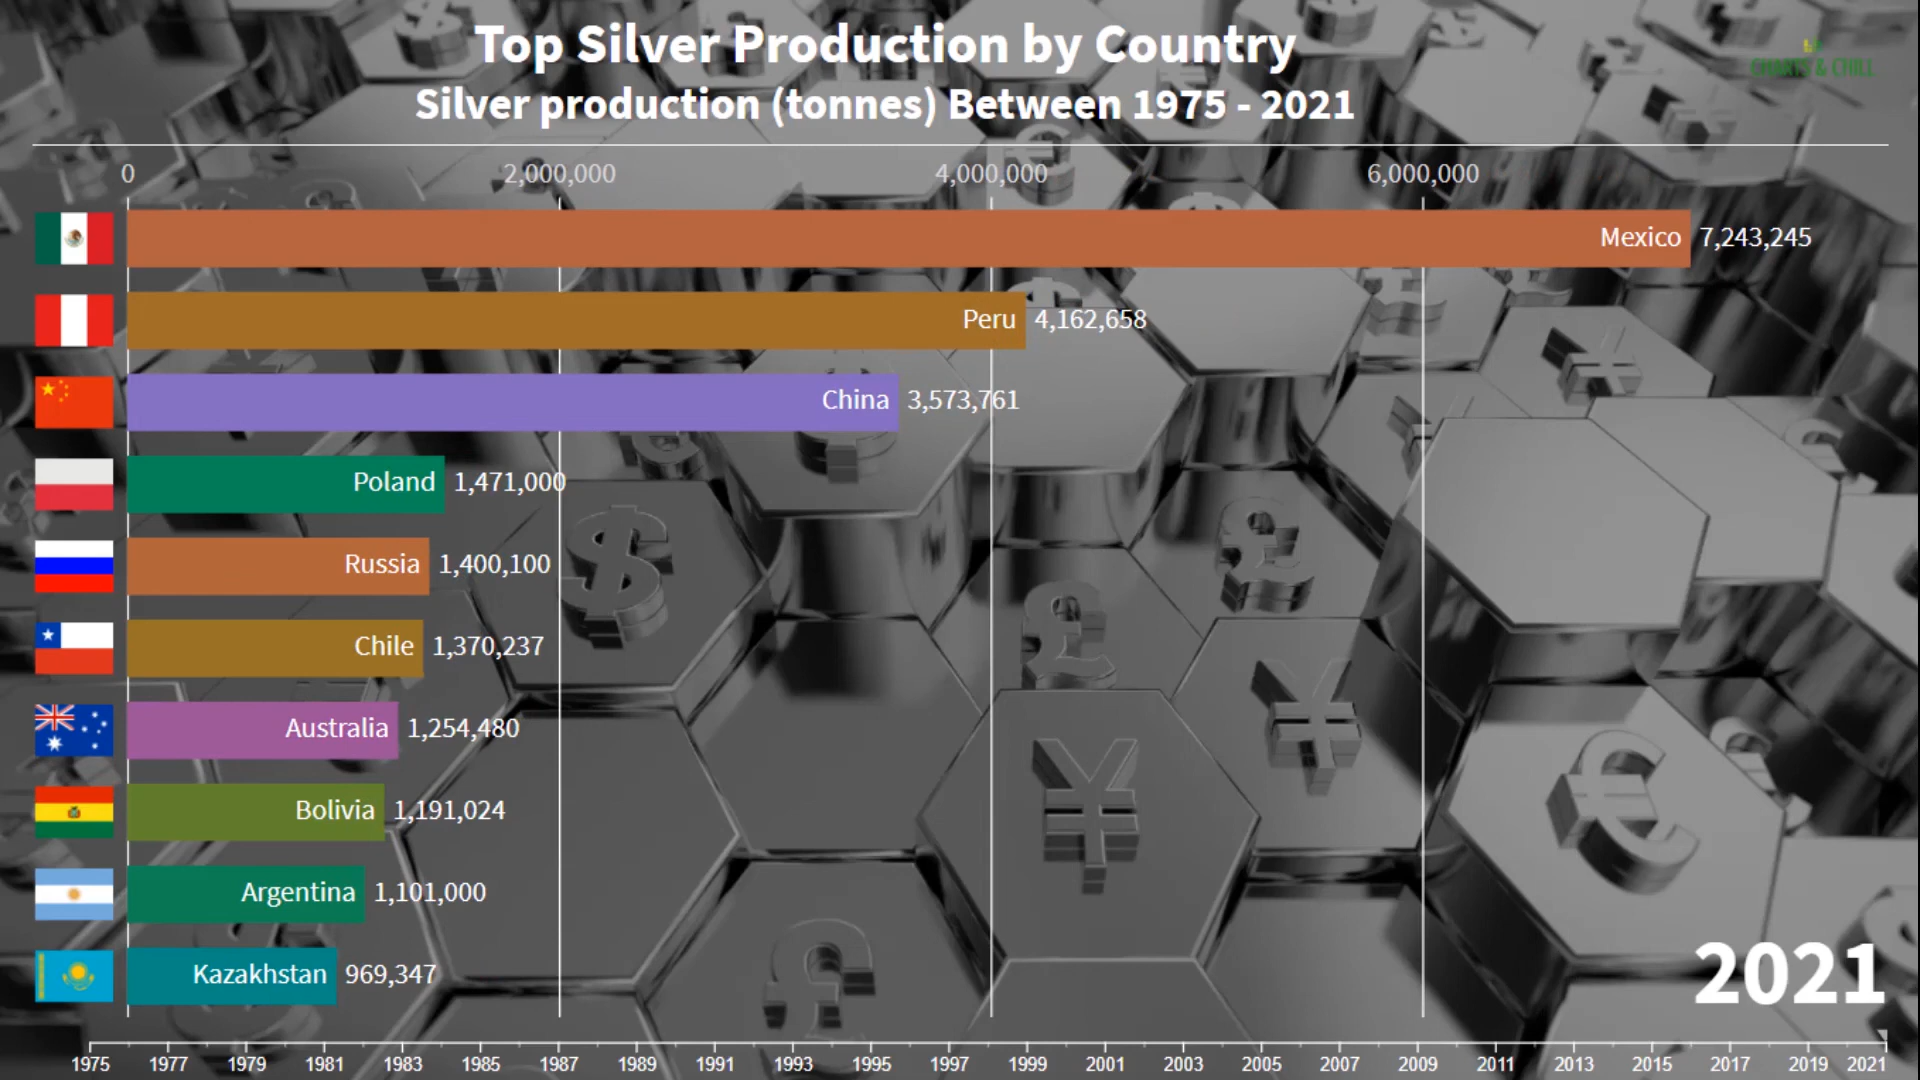 Top Silver Production by Country
Silver production (tonnes) Between 1975 - 2021
CHARTS & CHILL
0 2,000,000 4,000,000 6,000,000
Mexico 7,243,245
Peru 4,162,658
China 3,573,761
Poland 1,471,000
Russia 1,400,100
Chile 1,370,237
Australia 1,254,480
Bolivia 1,191,024
Argentina 1,101,000
Kazakhstan 969,347
2021
1975 1977 1979 1981 1983 1985 1987 1989 1991 1993 1995 1997 1999 2001 2003 2005 2007 2009 2011 2013 2015 2017 2019 2021